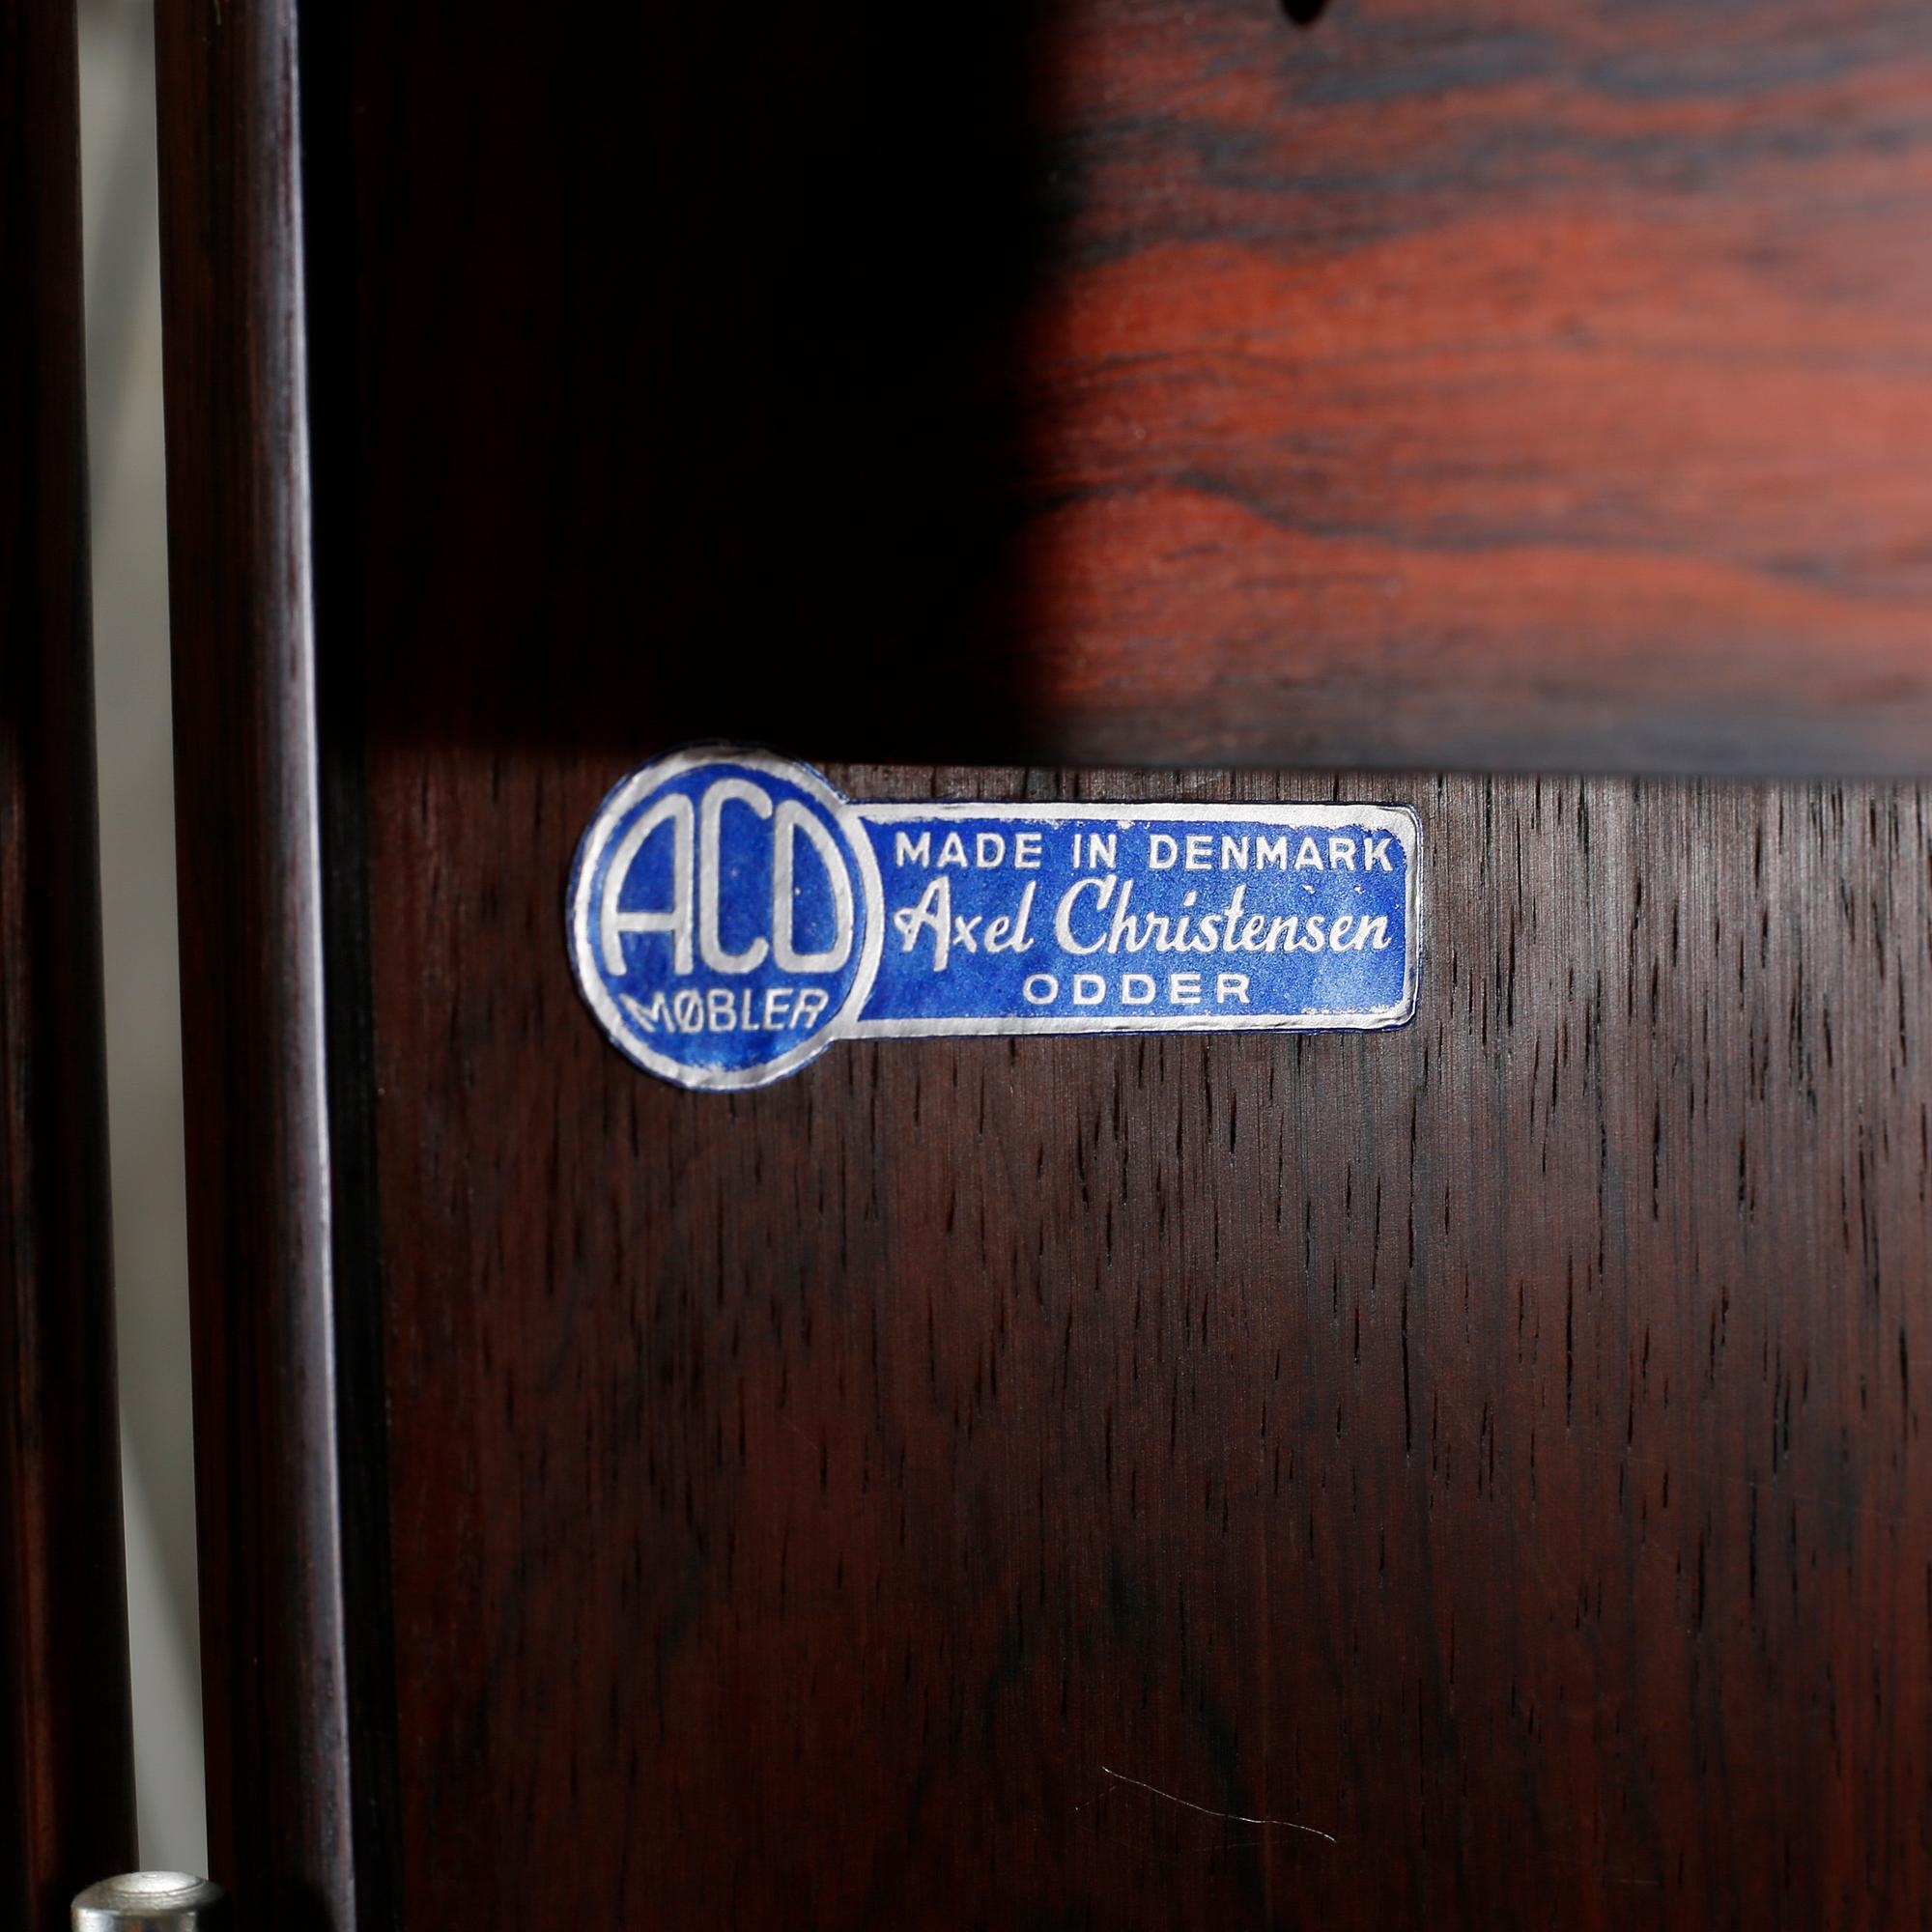 ACO
MØBLER
MADE IN DENMARK
Axel Christensen
ODDER